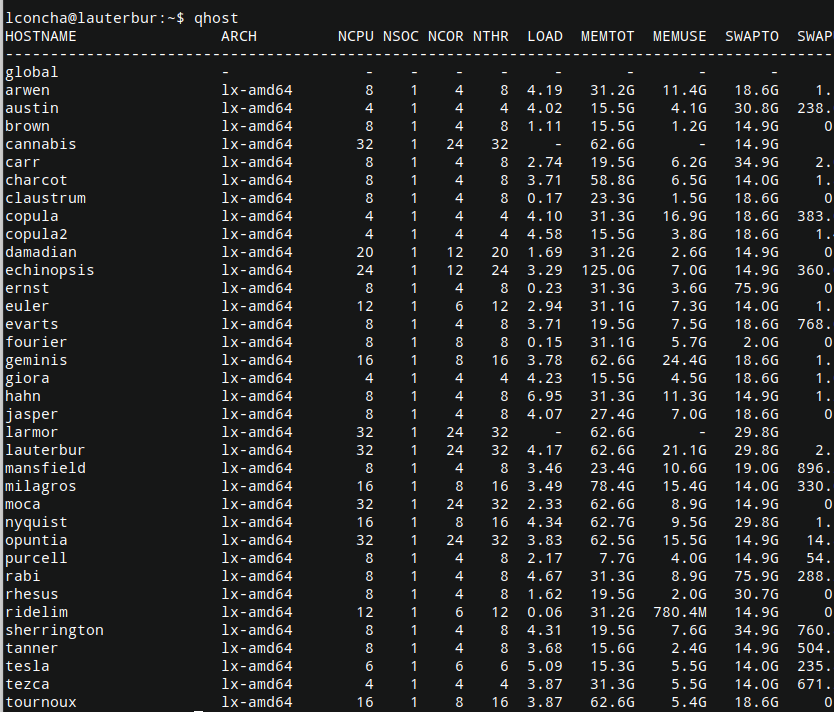 lconcha@lauterbur:~$ qhost
HOSTNAME ARCH NCPU NSOC NCOR NTHR LOAD MEMTOT MEMUSE SWAPTO SWAP
----------------------------------------------------------------------------------------------
global - - - - - - - - -
arwen lx-amd64 8 1 4 8 4.19 31.2G 11.4G 18.6G 1.
austin lx-amd64 4 1 4 4 4.02 15.5G 4.1G 30.8G 238.
brown lx-amd64 8 1 4 8 1.11 15.5G 1.2G 14.9G 0
cannabis lx-amd64 32 1 24 32 - 62.6G - 14.9G
carr lx-amd64 8 1 4 8 2.74 19.5G 6.2G 34.9G 2.
charcot lx-amd64 8 1 4 8 3.71 58.8G 6.5G 14.0G 1.
claustrum lx-amd64 8 1 4 8 0.17 23.3G 1.5G 18.6G 0
copula lx-amd64 4 1 4 4 4.10 31.3G 16.9G 18.6G 383.
copula2 lx-amd64 4 1 4 4 4.58 15.5G 3.8G 18.6G 1.
damadian lx-amd64 20 1 12 20 1.69 31.2G 2.6G 14.9G 0
echinopsis lx-amd64 24 1 12 24 3.29 125.0G 7.0G 14.9G 360.
ernst lx-amd64 8 1 4 8 0.23 31.3G 3.6G 75.9G 0
euler lx-amd64 12 1 6 12 2.94 31.1G 7.3G 14.0G 1.
evarts lx-amd64 8 1 4 8 3.71 19.5G 7.5G 18.6G 768.
fourier lx-amd64 8 1 8 8 0.15 31.1G 5.7G 2.0G 0
geminis lx-amd64 16 1 8 16 3.78 62.6G 24.4G 18.6G 1.
giora lx-amd64 4 1 4 4 4.23 15.5G 4.5G 18.6G 1.
hahn lx-amd64 8 1 4 8 6.95 31.3G 11.3G 14.9G 1.
jasper lx-amd64 8 1 4 8 4.07 27.4G 7.0G 18.6G 0
larmor lx-amd64 32 1 24 32 - 62.6G - 29.8G
lauterbur lx-amd64 32 1 24 32 4.17 62.6G 21.1G 29.8G 2.
mansfield lx-amd64 8 1 4 8 3.46 23.4G 10.6G 19.0G 896.
milagros lx-amd64 16 1 8 16 3.49 78.4G 15.4G 14.0G 330.
moca lx-amd64 32 1 24 32 2.33 62.6G 8.9G 14.9G 0
nyquist lx-amd64 16 1 8 16 4.34 62.7G 9.5G 29.8G 1.
opuntia lx-amd64 32 1 24 32 3.83 62.5G 15.5G 14.9G 14.
purcell lx-amd64 8 1 4 8 2.17 7.7G 4.0G 14.9G 54.
rabi lx-amd64 8 1 4 8 4.67 31.3G 8.9G 75.9G 288.
rhesus lx-amd64 8 1 4 8 1.62 19.5G 2.0G 30.7G 0
ridelim lx-amd64 12 1 6 12 0.06 31.2G 780.4M 14.9G 0
sherrington lx-amd64 8 1 4 8 4.31 19.5G 7.6G 34.9G 760.
tanner lx-amd64 8 1 4 8 3.68 15.6G 2.4G 14.9G 504.
tesla lx-amd64 6 1 6 6 5.09 15.3G 5.5G 14.0G 235.
tezca lx-amd64 4 1 4 4 3.87 31.3G 5.5G 14.0G 671.
tournoux lx-amd64 16 1 8 16 3.87 62.6G 5.4G 18.6G 0